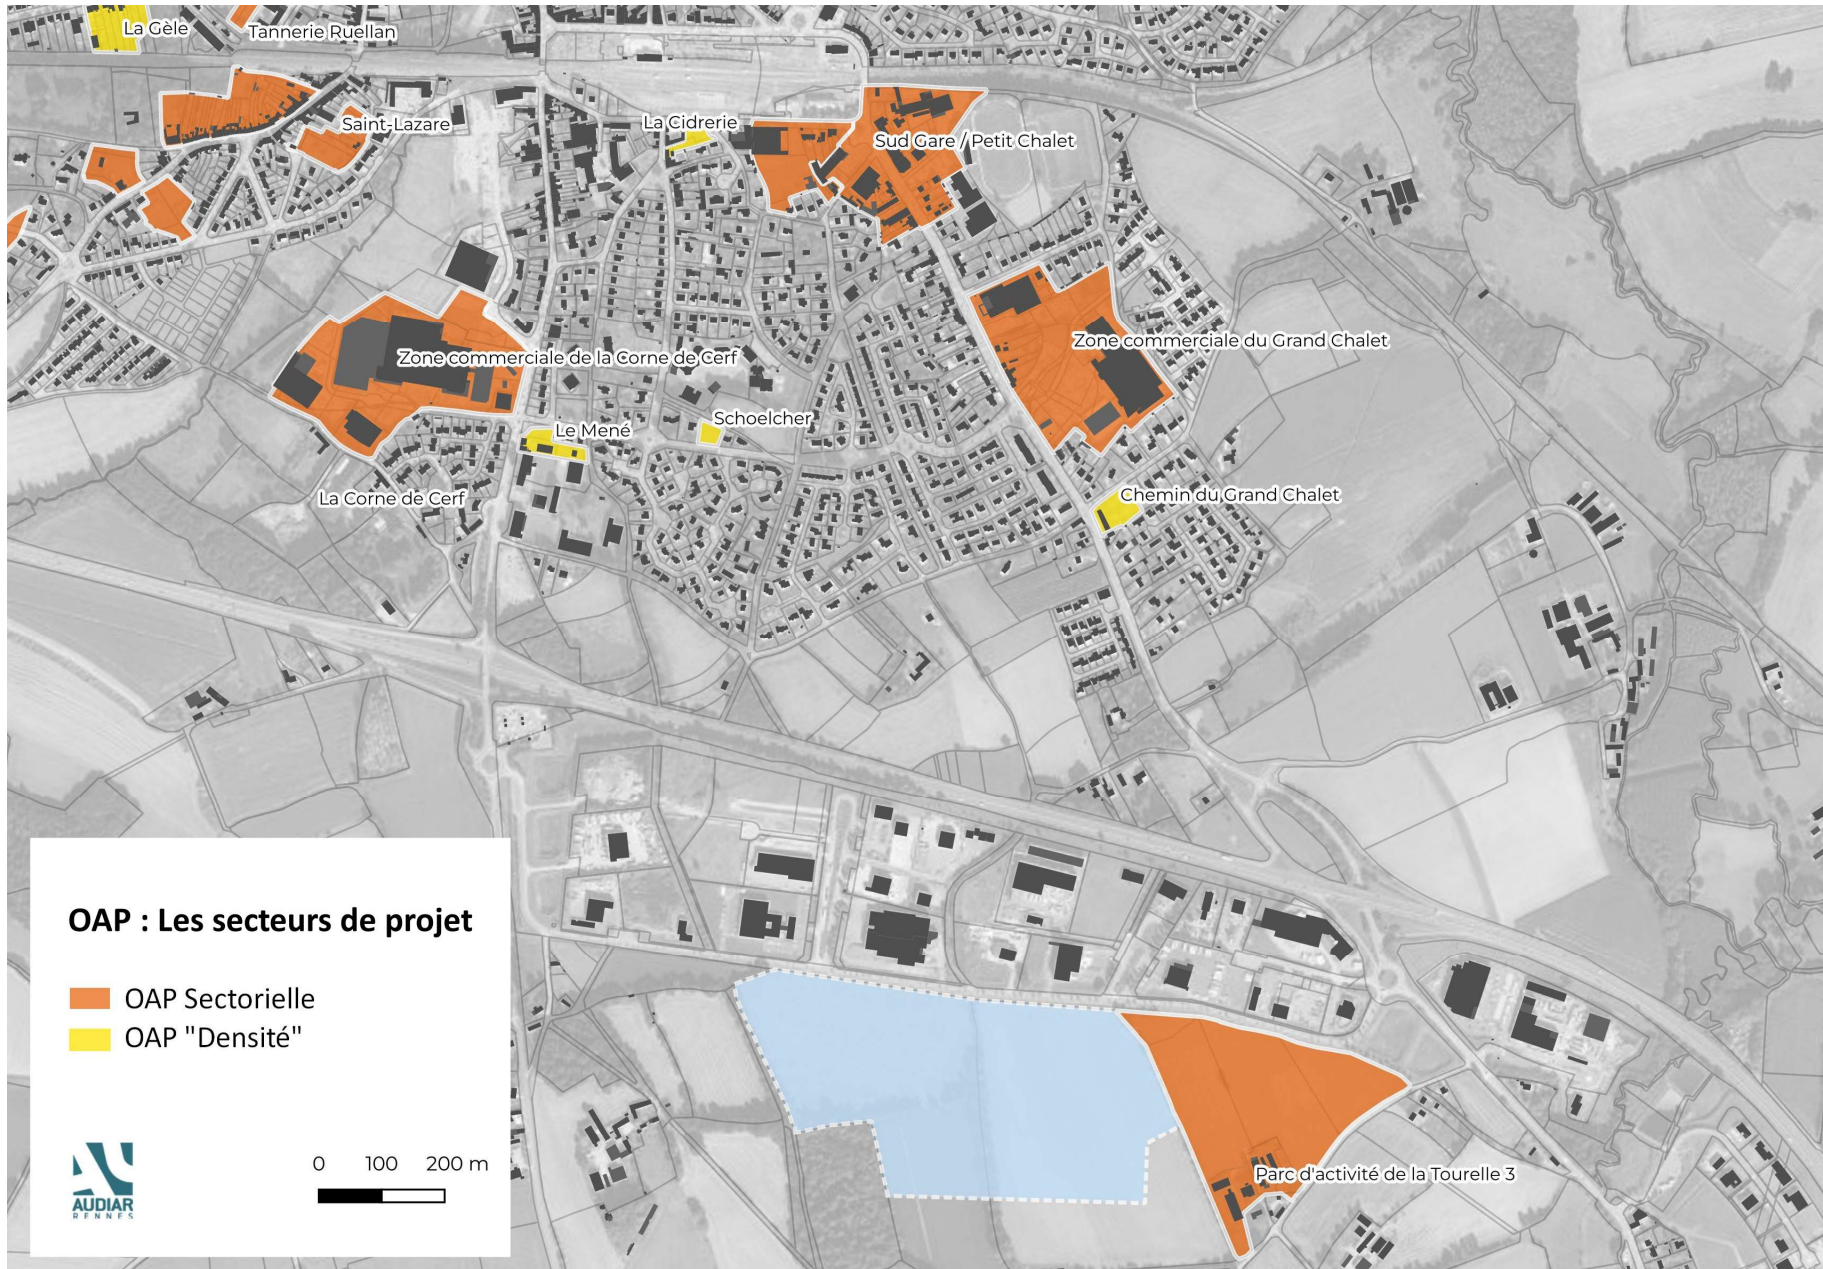 La Gèle
Tannerie Ruellan
Saint-Lazare
La Cidrerie
Sud Gare / Petit Chalet
Zone commerciale de la Corne de Cerf
Zone commerciale du Grand Chalet
Le Mené
Schoelcher
La Corne de Cerf
Chemin du Grand Chalet
OAP : Les secteurs de projet
OAP Sectorielle
OAP "Densité"
0 100 200 m
AUDIAR
RENNES
Parc d'activité de la Tourelle 3